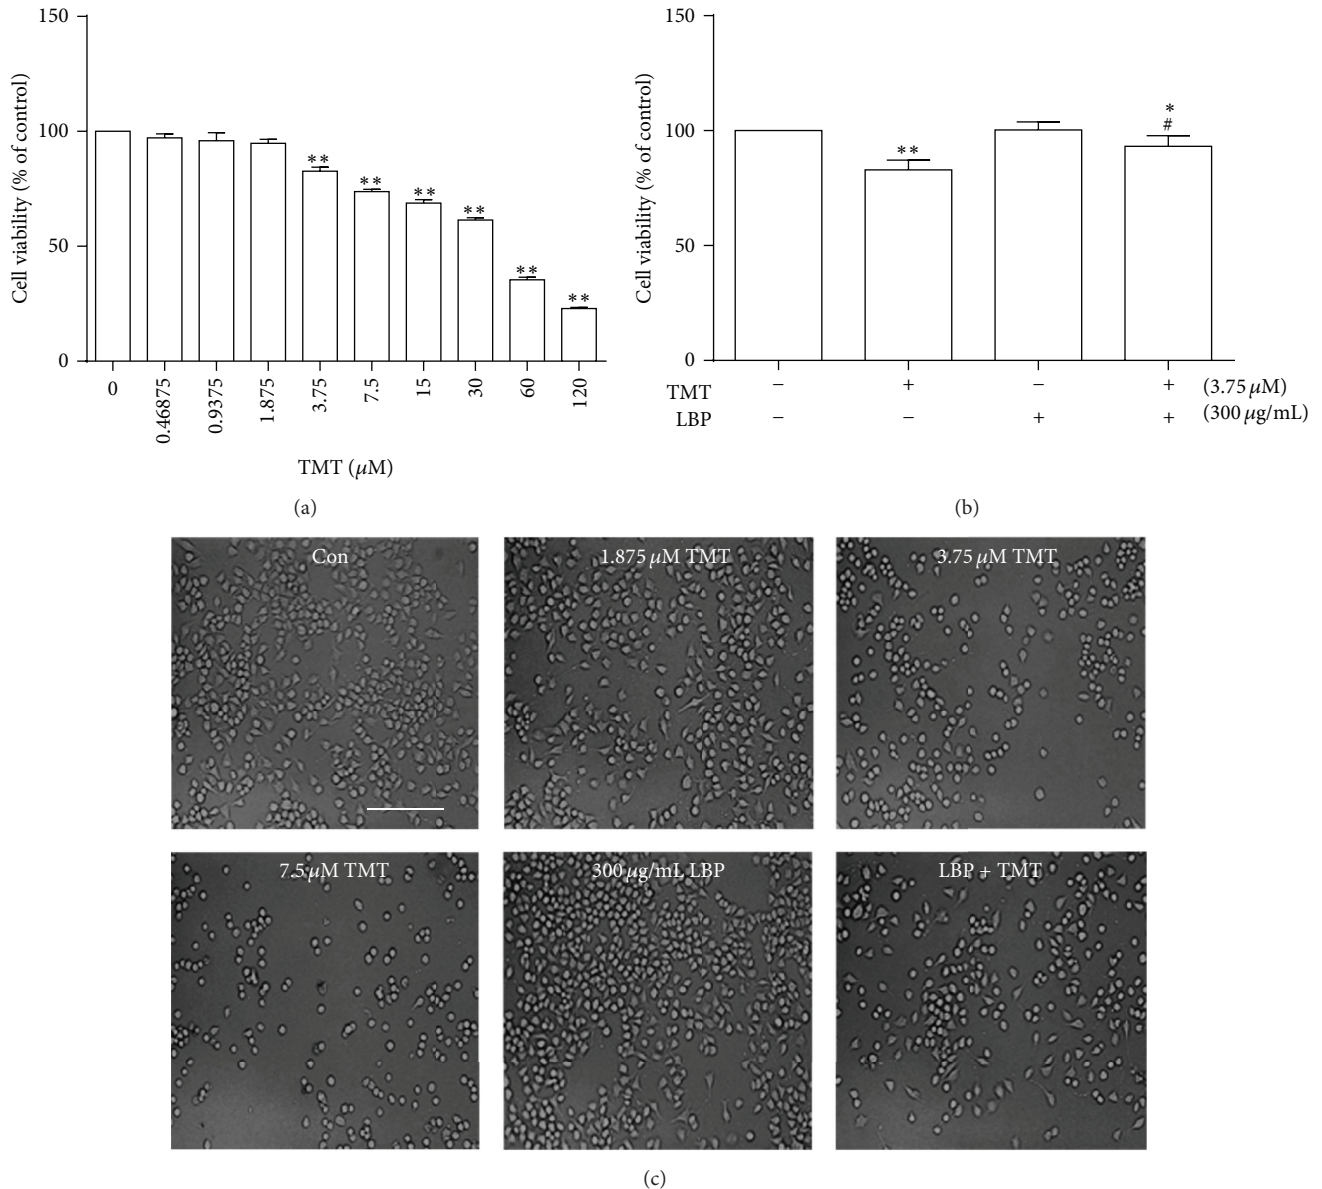 150
100
50
0
Cell viability (% of control)
**
**
**
**
**
**
0
0.46875
0.9375
1.875
3.75
7.5
15
30
60
120
TMT (μM)
(a)
150
100
50
0
Cell viability (% of control)
**
*
#
TMT − + − + (3.75 μM)
LBP − − + + (300 μg/mL)
(b)
Con
1.875 μM TMT
3.75 μM TMT
7.5 μM TMT
300 μg/mL LBP
LBP + TMT
(c)